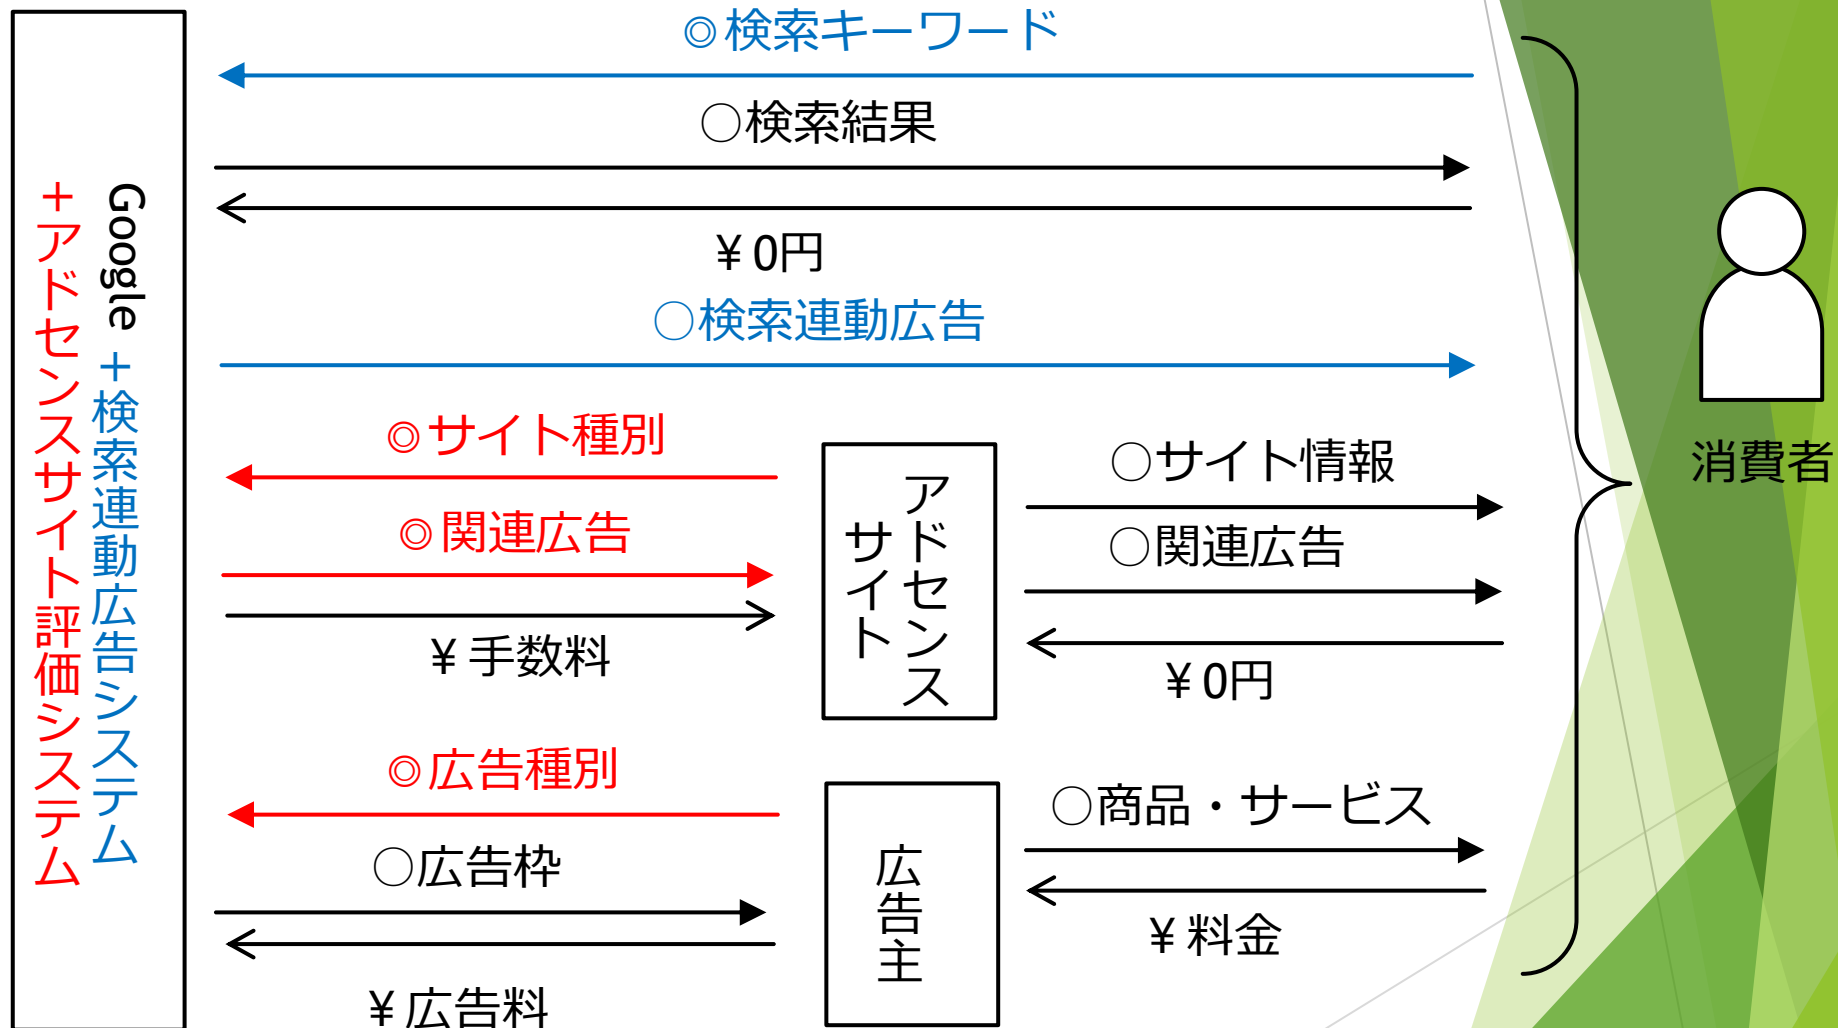 ◎検索キーワード
○検索結果
¥0円
○検索連動広告
Google +検索連動広告システム
+アドセンスサイト評価システム
◎サイト種別
◎関連広告
¥手数料
アドセンス
サイト
○サイト情報
○関連広告
¥0円
消費者
◎広告種別
○広告枠
¥広告料
広告主
○商品・サービス
¥料金